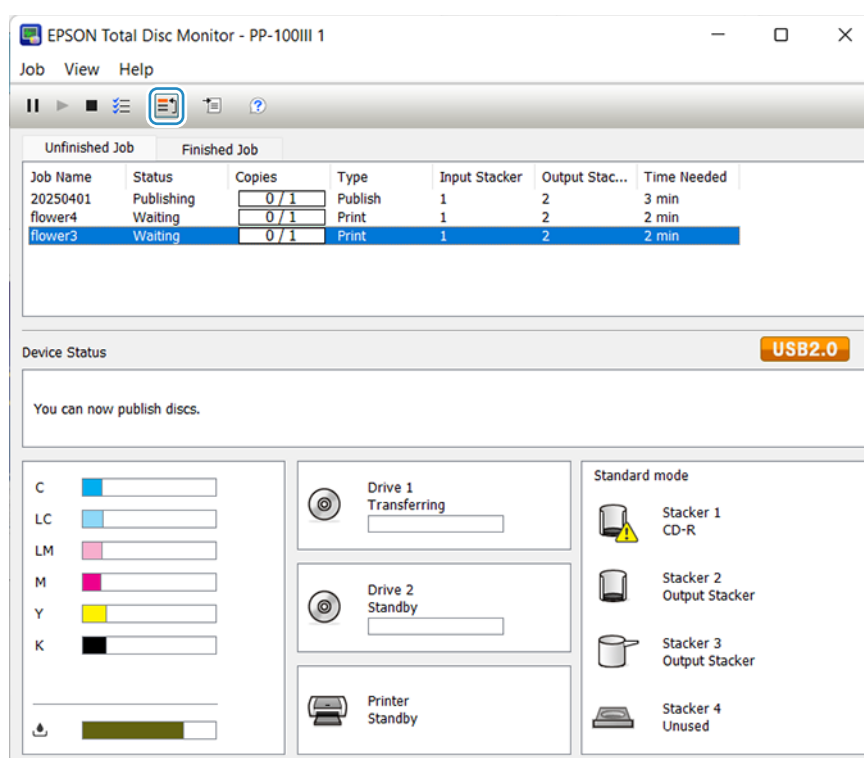 EPSON Total Disc Monitor - PP-100III 1
Job View Help
Unfinished Job Finished Job
Job Name Status Copies Type Input Stacker Output Stac... Time Needed
20250401 Publishing 0 / 1 Publish 1 2 3 min
flower4 Waiting 0 / 1 Print 1 2 2 min
flower3 Waiting 0 / 1 Print 1 2 2 min
Device Status USB2.0
You can now publish discs.
C
LC
LM
M
Y
K
Drive 1
Transferring
Drive 2
Standby
Printer
Standby
Standard mode
Stacker 1
CD-R
Stacker 2
Output Stacker
Stacker 3
Output Stacker
Stacker 4
Unused